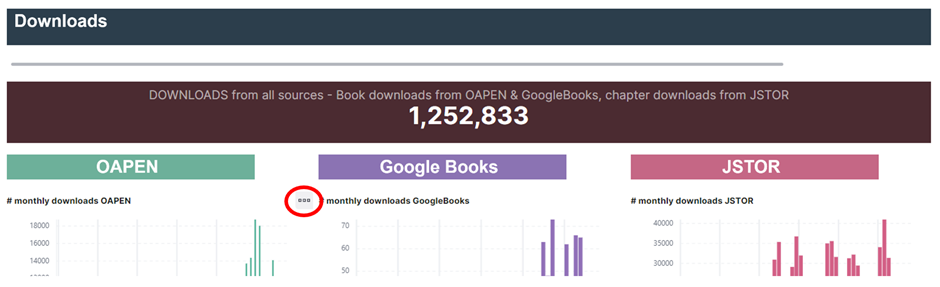 Downloads
DOWNLOADS from all sources - Book downloads from OAPEN & GoogleBooks, chapter downloads from JSTOR
1,252,833
OAPEN
Google Books
JSTOR
# monthly downloads OAPEN
# monthly downloads GoogleBooks
# monthly downloads JSTOR
18000
16000
14000
70
60
50
40000
35000
30000